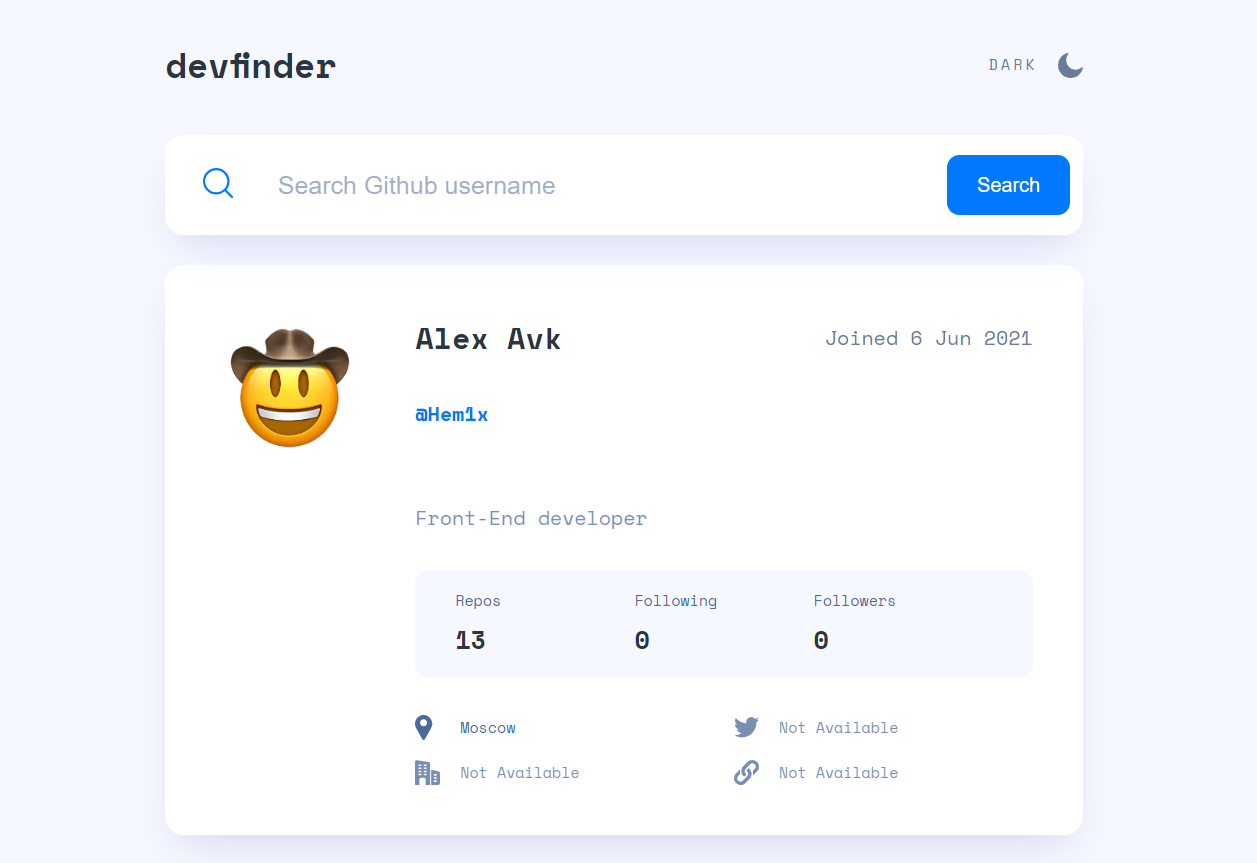 devfinder
DARK
Search Github username
Search
Alex Avk
Joined 6 Jun 2021
@Hem1x
Front-End developer
Repos Following Followers
13 0 0
Moscow Not Available
Not Available Not Available